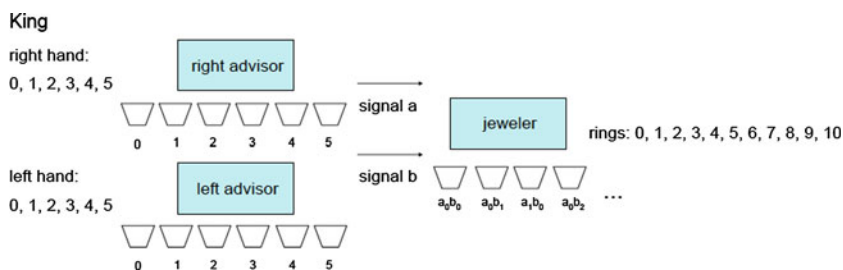 King
right hand:
0, 1, 2, 3, 4, 5
right advisor
0 1 2 3 4 5
signal a
left hand:
0, 1, 2, 3, 4, 5
left advisor
0 1 2 3 4 5
signal b
jeweler
a₀b₀ a₀b₁ a₁b₀ a₀b₂ ...
rings: 0, 1, 2, 3, 4, 5, 6, 7, 8, 9, 10